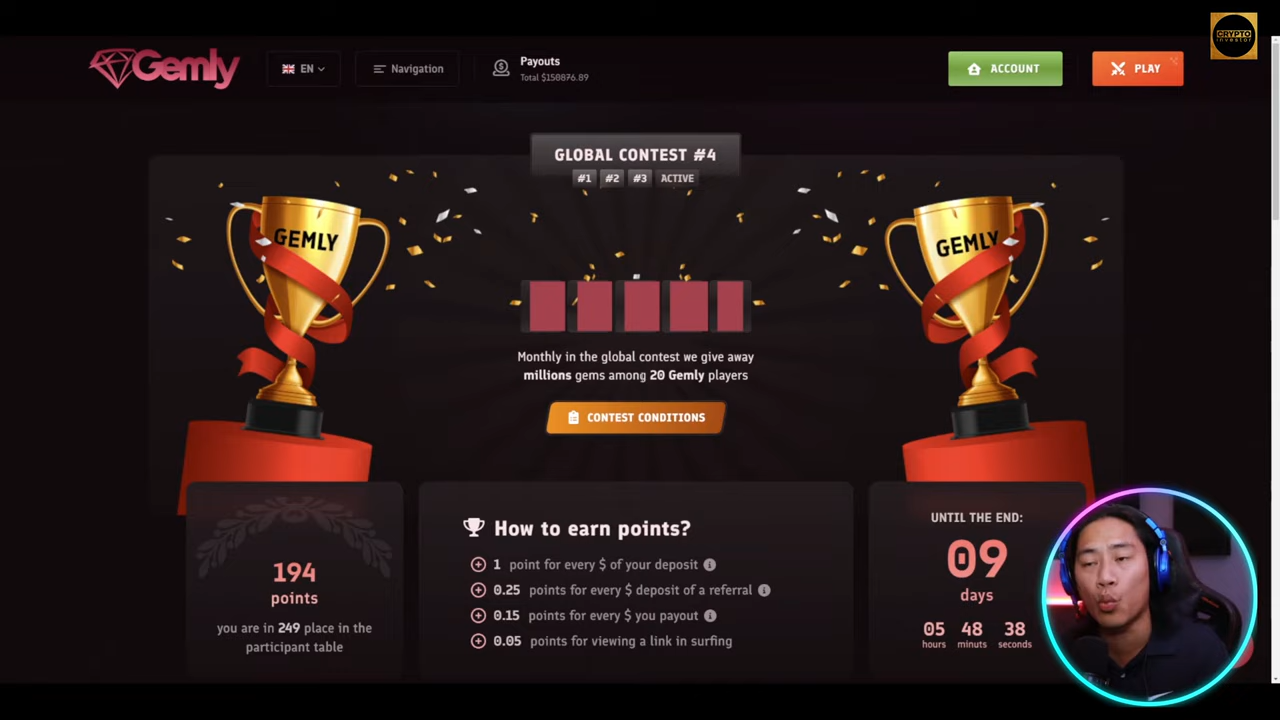 CRYPTO
investor
Gemly
EN
Navigation
Payouts
Total $150876.89
ACCOUNT
PLAY
GLOBAL CONTEST #4
#1 #2 #3 ACTIVE
GEMLY
GEMLY
Monthly in the global contest we give away
millions gems among 20 Gemly players
CONTEST CONDITIONS
194
points
you are in 249 place in the
participant table
How to earn points?
1 point for every $ of your deposit
0.25 points for every $ deposit of a referral
0.15 points for every $ you payout
0.05 points for viewing a link in surfing
UNTIL THE END:
09
days
05 48 38
hours minuts seconds